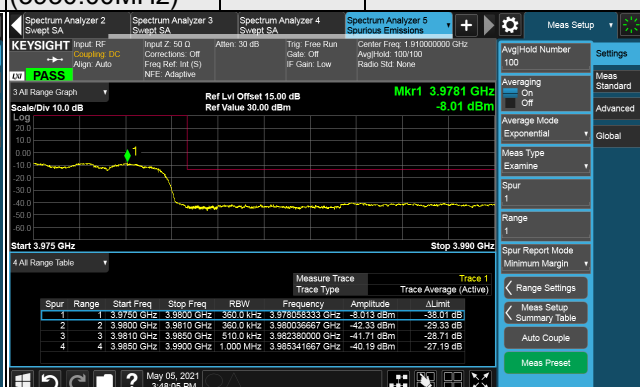 Spectrum Analyzer 2
Swept SA
Spectrum Analyzer 3
Swept SA
Spectrum Analyzer 4
Swept SA
Spectrum Analyzer 5
Spurious Emissions
Meas Setup
KEYSIGHT
Input: RF
Coupling: DC
Align: Auto
Input Z: 50 Ω
Corrections: Off
Freq Ref: Int (S)
NFE: Adaptive
Atten: 30 dB
Trig: Free Run
Gate: Off
IF Gain: Low
Center Freq: 1.910000000 GHz
Avg|Hold: 100/100
Radio Std: None
LXI PASS
3 All Range Graph
Scale/Div 10.0 dB
Ref Lvl Offset 15.00 dB
Ref Value 30.00 dBm
Mkr1 3.9781 GHz
-8.01 dBm
Log
20.0
10.0
0.00
-10.0
-20.0
-30.0
-40.0
-50.0
-60.0
1
Start 3.975 GHz
Stop 3.990 GHz
4 All Range Table
Measure Trace Trace 1
Trace Type Trace Average (Active)
Spur Range Start Freq Stop Freq RBW Frequency Amplitude ΔLimit
1 1 3.9750 GHz 3.9800 GHz 360.0 kHz 3.978058333 GHz -8.013 dBm -38.01 dB
2 2 3.9800 GHz 3.9810 GHz 360.0 kHz 3.980036667 GHz -42.33 dBm -29.33 dB
3 3 3.9810 GHz 3.9850 GHz 510.0 kHz 3.982380000 GHz -41.71 dBm -28.71 dB
4 4 3.9850 GHz 3.9900 GHz 1.000 MHz 3.985341667 GHz -40.19 dBm -27.19 dB
May 05, 2021
3:48:05 PM
Avg|Hold Number
100
Averaging
On
Off
Average Mode
Exponential
Meas Type
Examine
Spur
1
Range
1
Spur Report Mode
Minimum Margin
Range Settings
Meas Setup
Summary Table
Auto Couple
Meas Preset
Settings
Meas
Standard
Advanced
Global